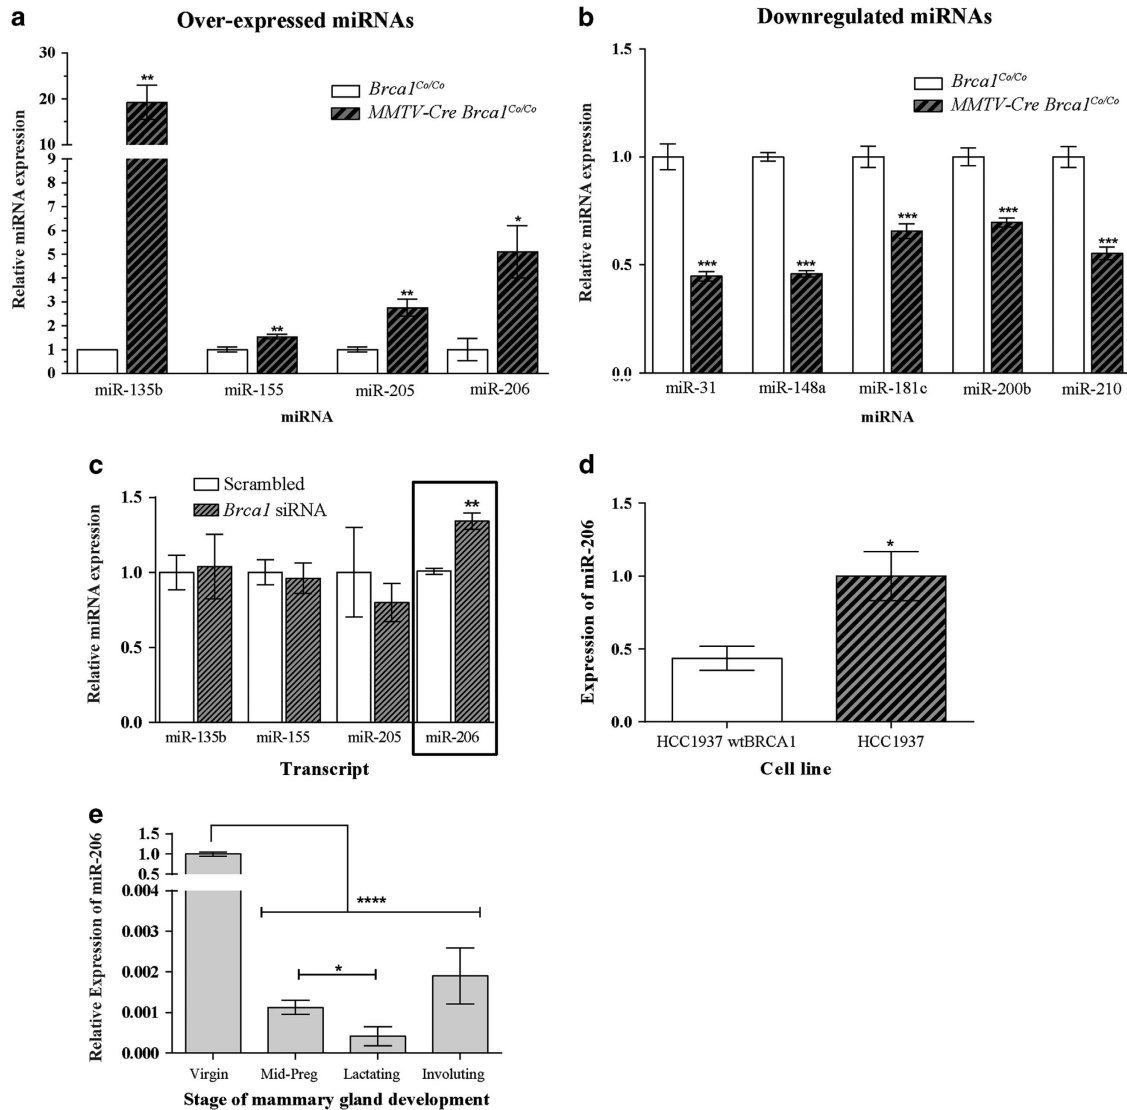 a
Over-expressed miRNAs
30
20
10
9
8
7
6
5
4
3
2
1
0
Relative miRNA expression
Brca1Co/Co
MMTV-Cre Brca1Co/Co
**
**
**
*
miR-135b miR-155 miR-205 miR-206
miRNA
b
Downregulated miRNAs
1.5
1.0
0.5
0.0
Relative miRNA expression
Brca1Co/Co
MMTV-Cre Brca1Co/Co
***
***
***
***
***
miR-31 miR-148a miR-181c miR-200b miR-210
miRNA
c
Scrambled
Brca1 siRNA
1.5
1.0
0.5
0.0
Relative miRNA expression
**
miR-135b miR-155 miR-205 miR-206
Transcript
d
1.5
1.0
0.5
0.0
Expression of miR-206
*
HCC1937 wtBRCA1 HCC1937
Cell line
e
1.5
1.0
0.5
0.004
0.003
0.002
0.001
0.000
Relative Expression of miR-206
****
*
Virgin Mid-Preg Lactating Involuting
Stage of mammary gland development